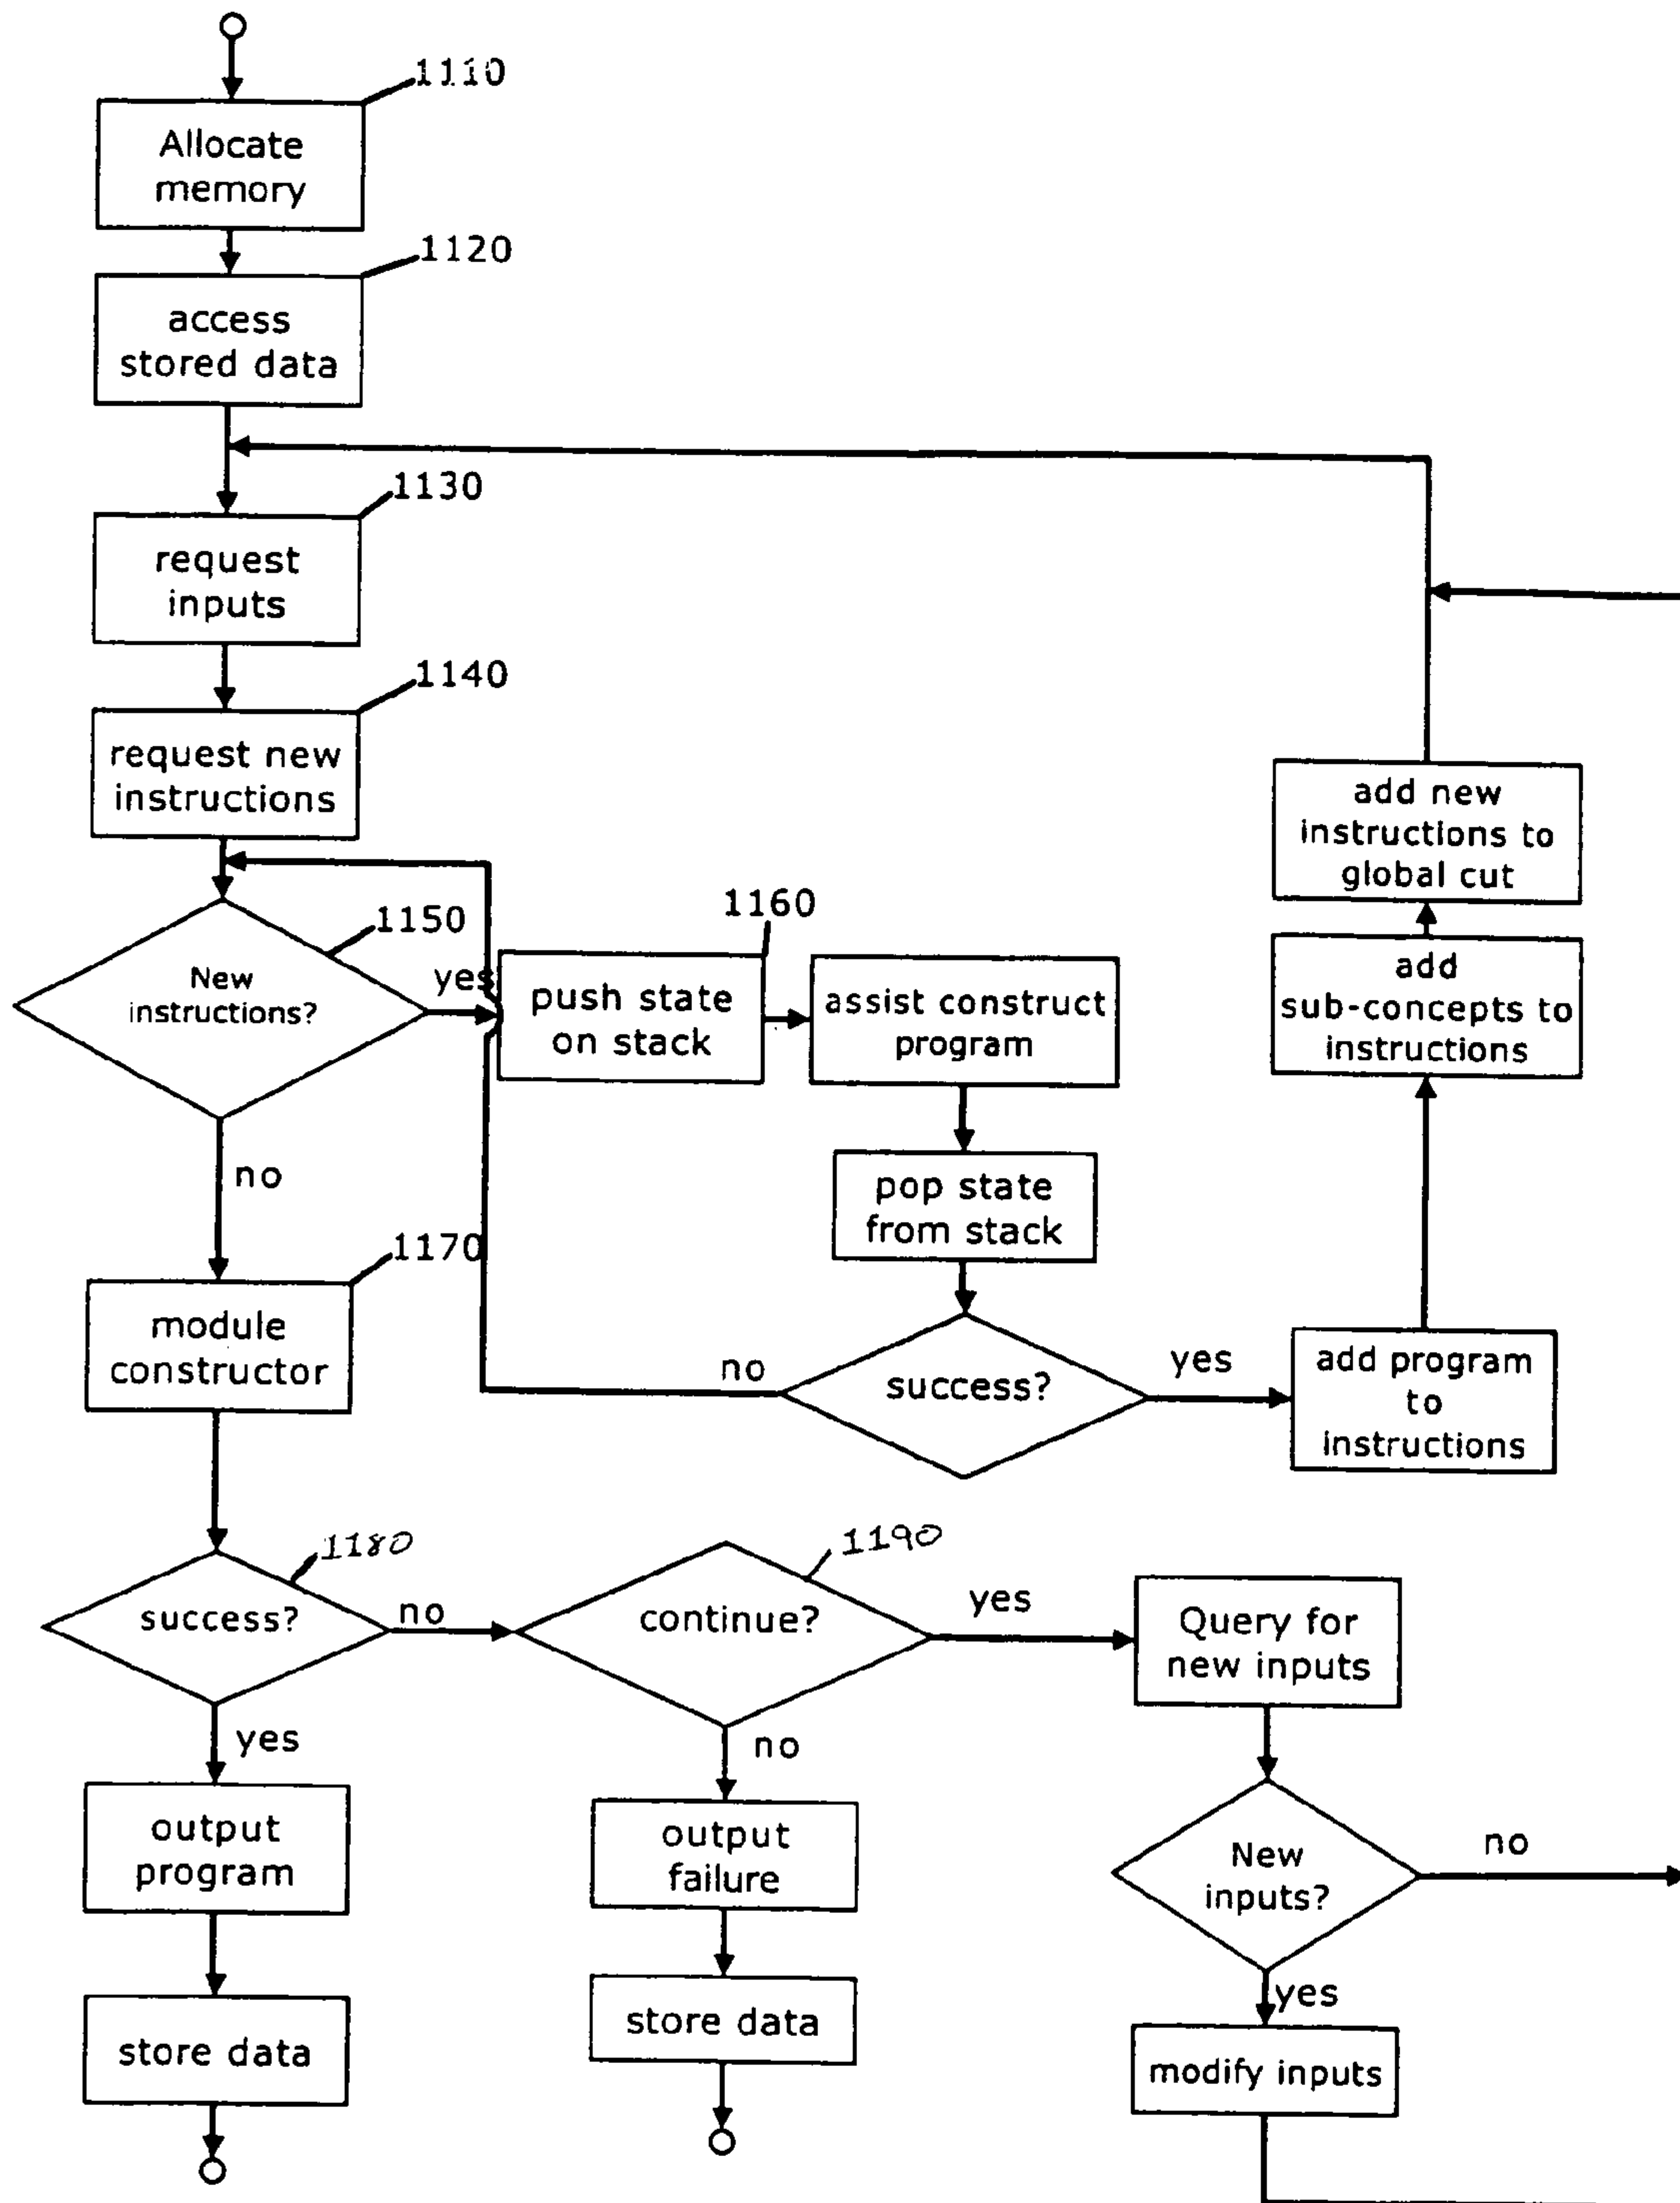 1110
Allocate
memory
1120
access
stored data
1130
request
inputs
1140
request new
instructions
1150
New
instructions?
yes
1160
push state
on stack
assist construct
program
pop state
from stack
success?
no
yes
add program
to
instructions
add
sub-concepts to
instructions
add new
instructions to
global cut
no
1170
module
constructor
1180
success?
no
1190
continue?
yes
Query for
new inputs
yes
output
program
store data
no
output
failure
store data
New
inputs?
no
yes
modify inputs